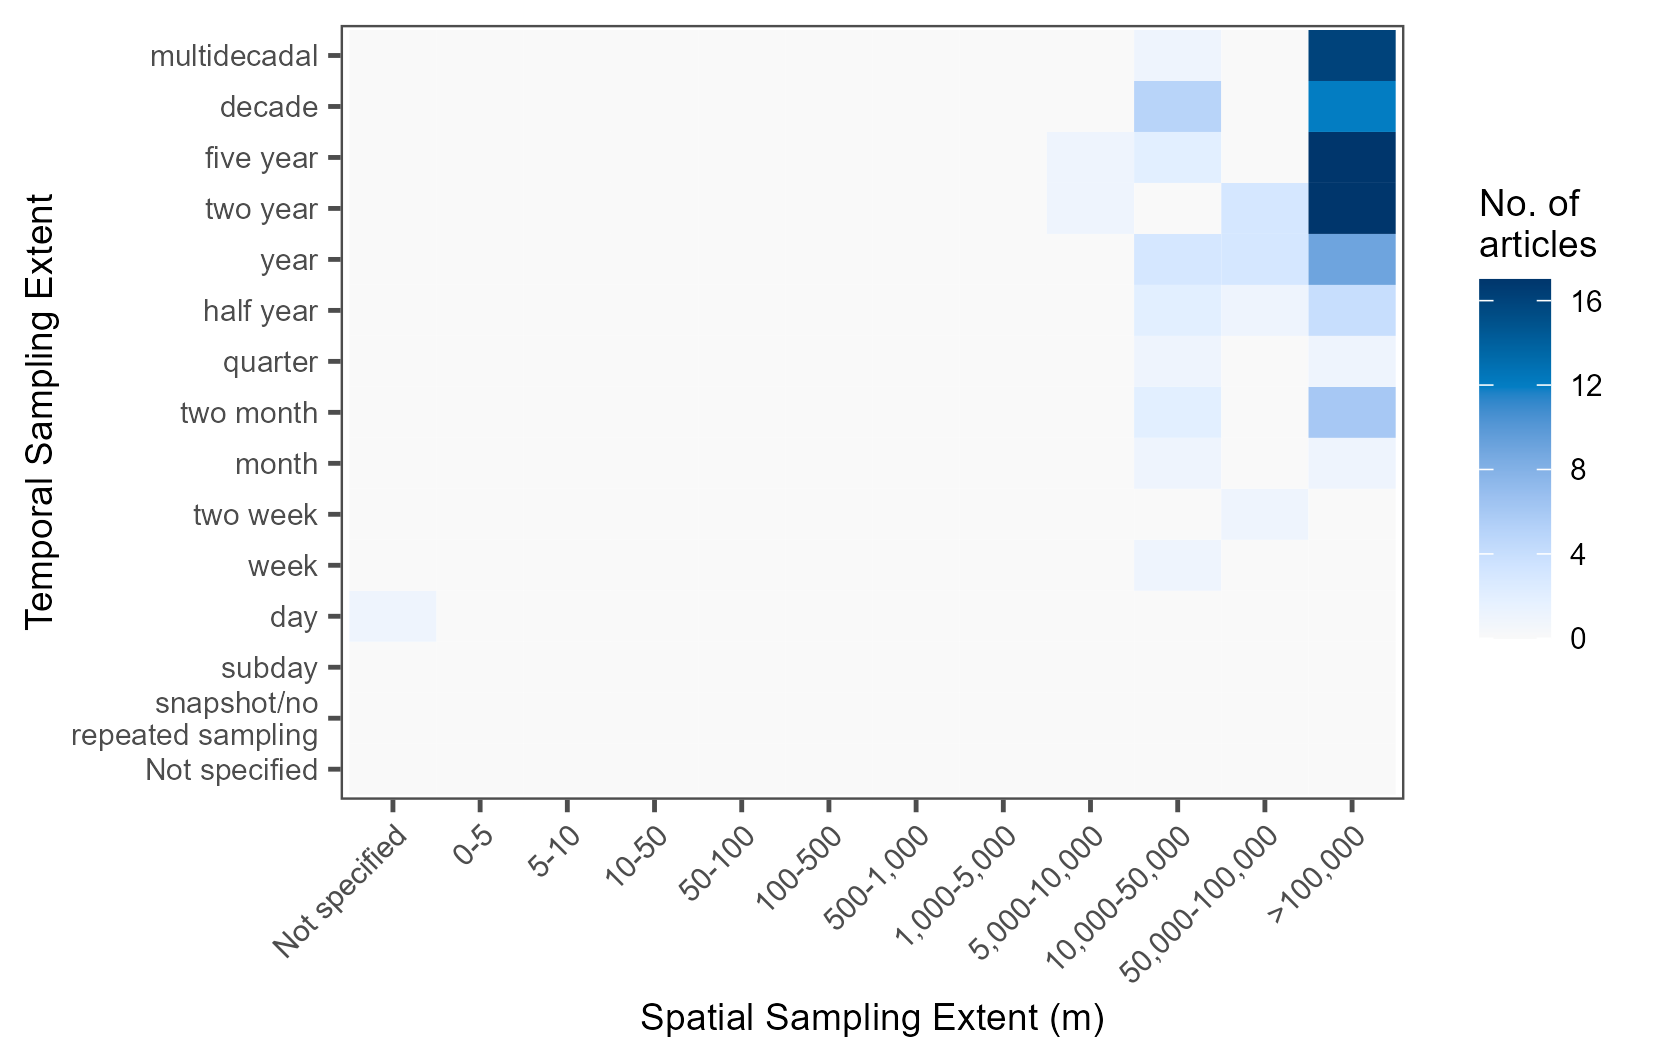 multidecadal
decade
five year
two year
year
half year
quarter
two month
month
two week
week
day
subday
snapshot/no
repeated sampling
Not specified
Temporal Sampling Extent
Not specified
0-5
5-10
10-50
50-100
100-500
500-1,000
1,000-5,000
5,000-10,000
10,000-50,000
50,000-100,000
>100,000
Spatial Sampling Extent (m)
No. of
articles
16
12
8
4
0